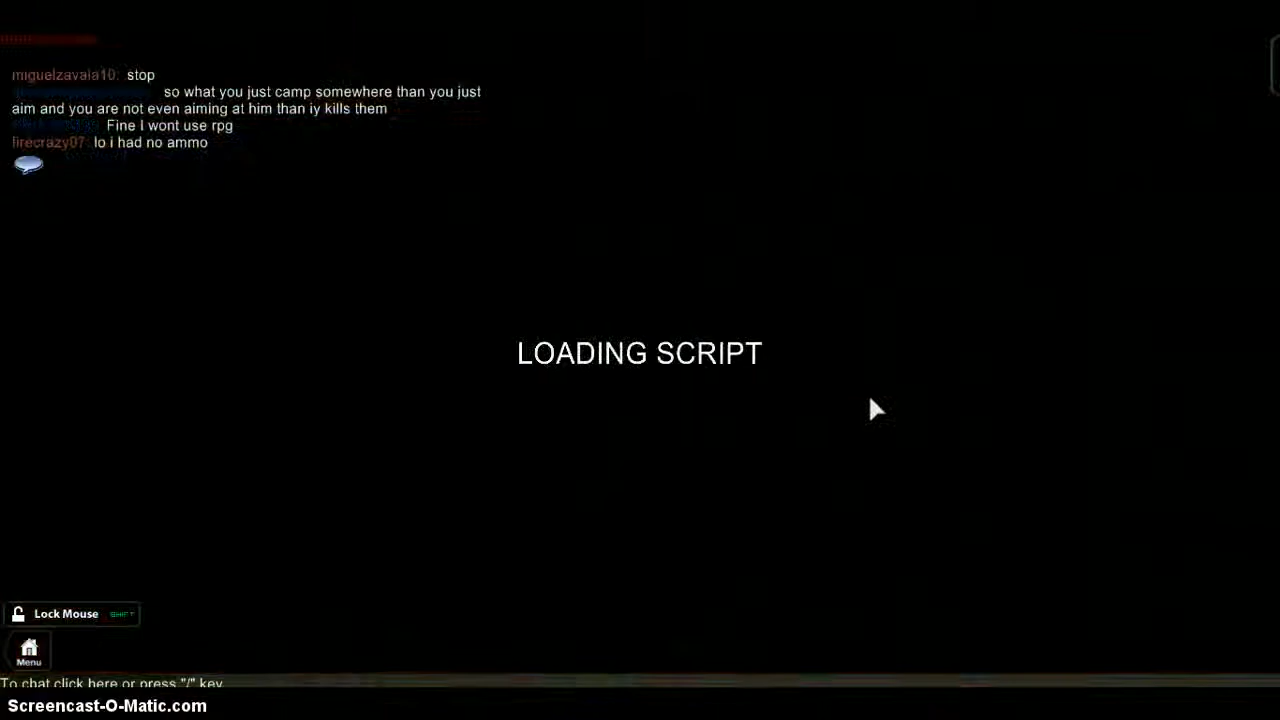 miguelzavala10: stop
so what you just camp somewhere than you just
aim and you are not even aiming at him than iy kills them
Fine I wont use rpg
firecrazy07: lo i had no ammo
LOADING SCRIPT
Lock Mouse SHIFT
Menu
To chat click here or press "/" key
Screencast-O-Matic.com